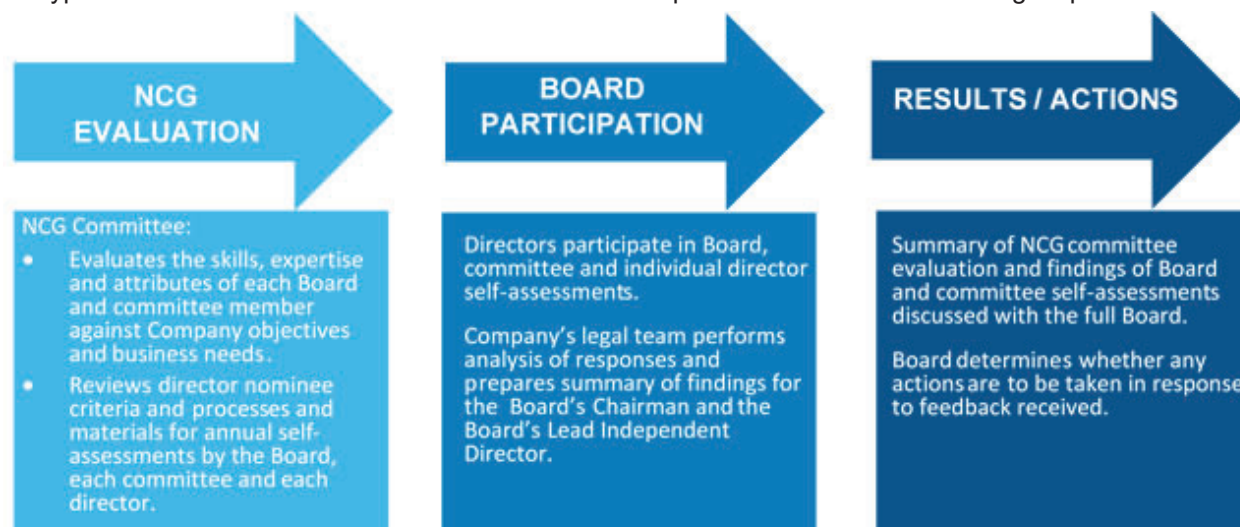 NCG
EVALUATION
NCG Committee:
• Evaluates the skills, expertise
and attributes of each Board
and committee member
against Company objectives
and business needs.
• Reviews director nominee
criteria and processes and
materials for annual self-
assessments by the Board,
each committee and each
director.
BOARD
PARTICIPATION
Directors participate in Board,
committee and individual director
self-assessments.
Company's legal team performs
analysis of responses and
prepares summary of findings for
the Board's Chairman and the
Board's Lead Independent
Director.
RESULTS / ACTIONS
Summary of NCG committee
evaluation and findings of Board
and committee self-assessments
discussed with the full Board.
Board determines whether any
actions are to be taken in response
to feedback received.